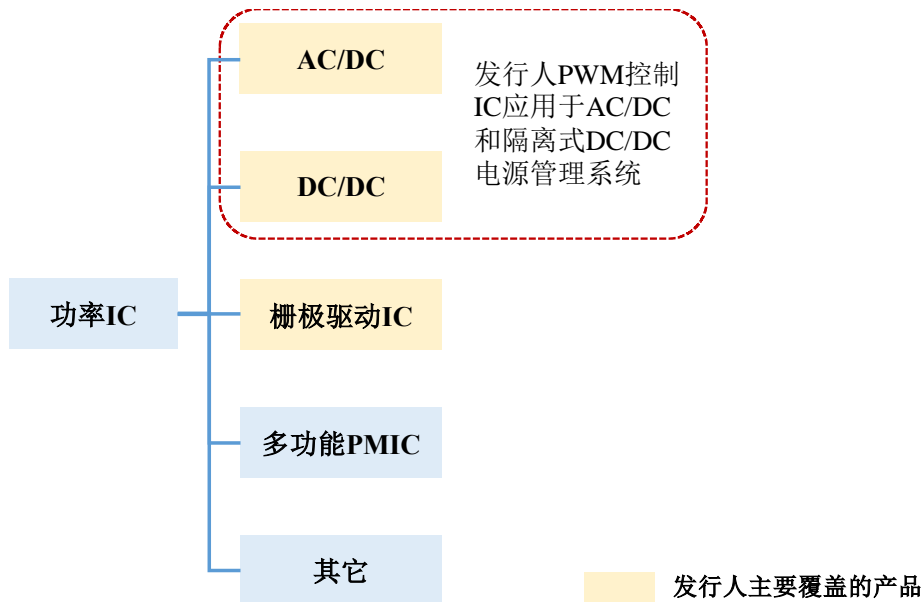 AC/DC
发行人PWM控制
IC应用于AC/DC
和隔离式DC/DC
电源管理系统
DC/DC
功率IC
栅极驱动IC
多功能PMIC
其它
发行人主要覆盖的产品